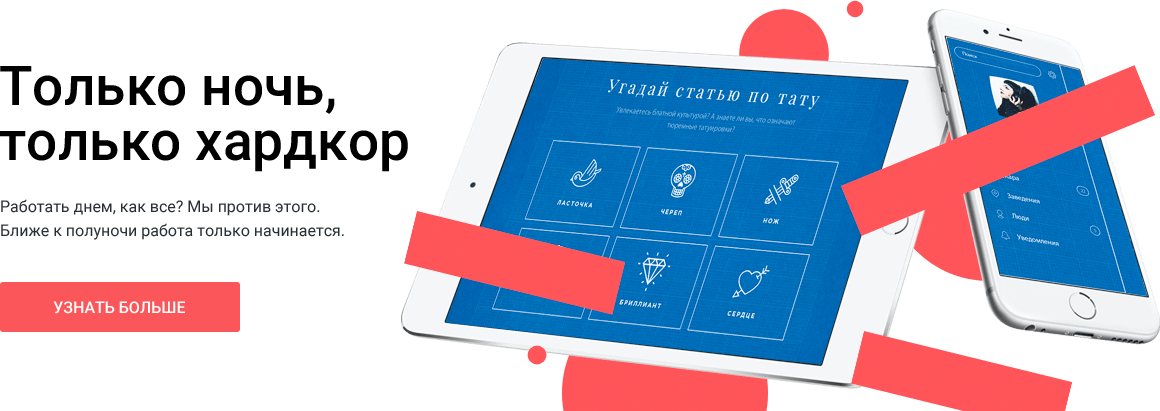 Только ночь,
только хардкор
Работать днем, как все? Мы против этого.
Ближе к полуночи работа только начинается.
УЗНАТЬ БОЛЬШЕ
Угадай статью по тату
Увлекаетесь блатной культурой? А знаете ли вы, что означают
тюремные татуировки?
ЛАСТОЧКА
ЧЕРЕП
НОЖ
БРИЛЛИАНТ
СЕРДЦЕ
Поиск
Заведения
Люди
Уведомления